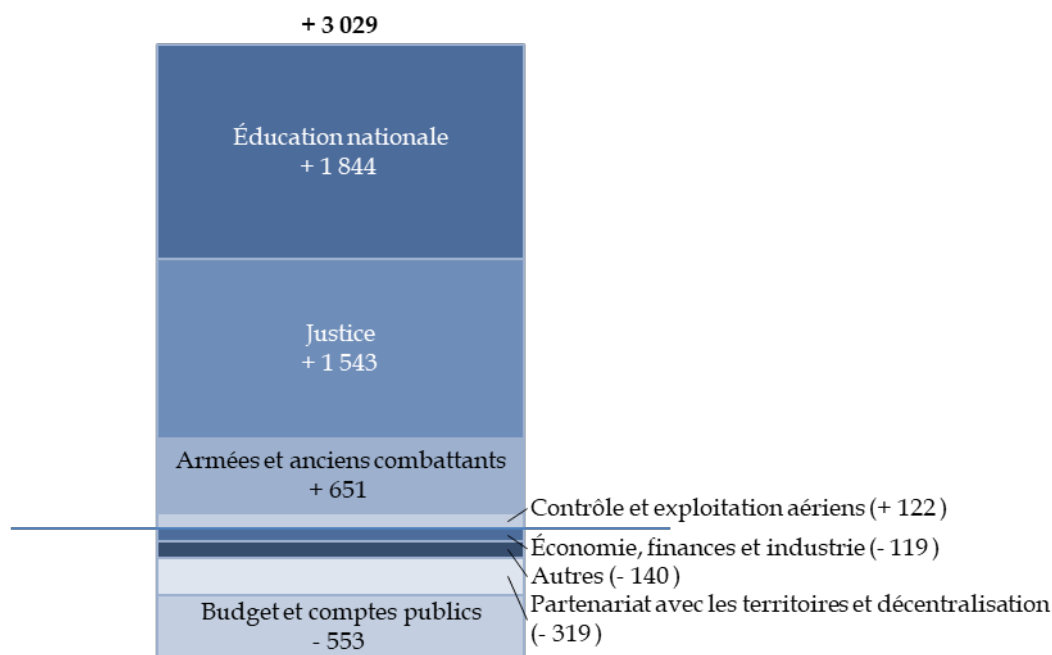 + 3 029
Éducation nationale
+ 1 844
Justice
+ 1 543
Armées et anciens combattants
+ 651
Contrôle et exploitation aériens (+ 122 )
Économie, finances et industrie (- 119 )
Autres (- 140 )
Partenariat avec les territoires et décentralisation
(- 319 )
Budget et comptes publics
- 553